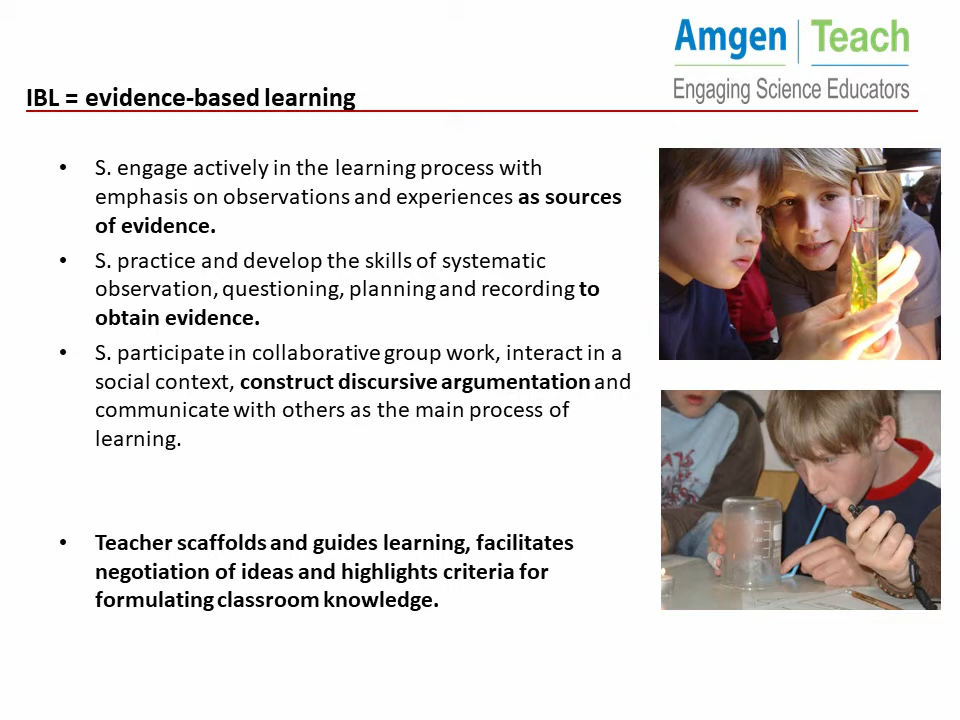 Amgen Teach
Engaging Science Educators
IBL = evidence-based learning
• S. engage actively in the learning process with
emphasis on observations and experiences as sources
of evidence.
• S. practice and develop the skills of systematic
observation, questioning, planning and recording to
obtain evidence.
• S. participate in collaborative group work, interact in a
social context, construct discursive argumentation and
communicate with others as the main process of
learning.
• Teacher scaffolds and guides learning, facilitates
negotiation of ideas and highlights criteria for
formulating classroom knowledge.